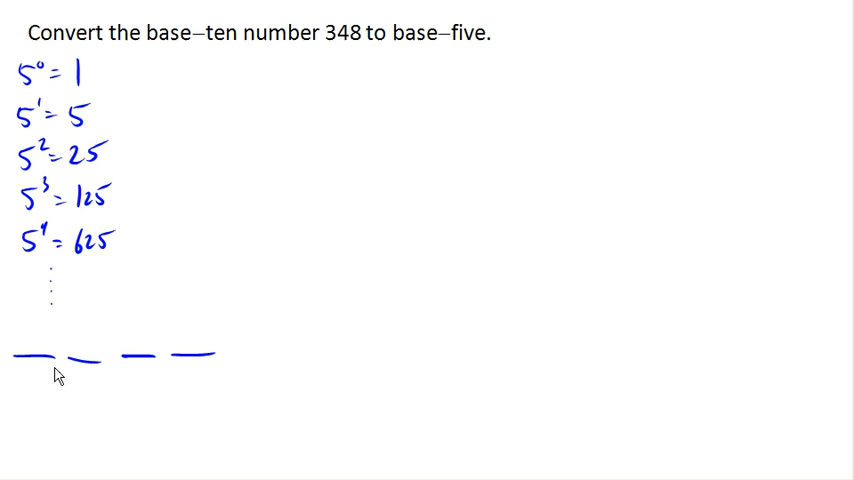 Convert the base–ten number 348 to base–five.
5⁰ = 1
5¹ = 5
5² = 25
5³ = 125
5⁴ = 625